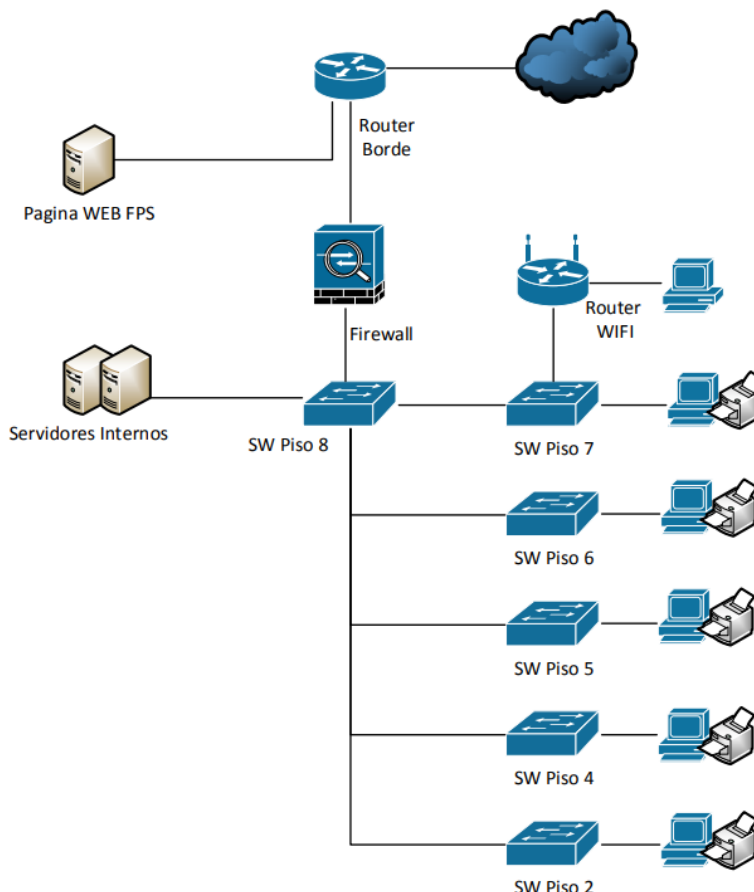 Router
Borde
Pagina WEB FPS
Firewall
Router
WIFI
Servidores Internos
SW Piso 8
SW Piso 7
SW Piso 6
SW Piso 5
SW Piso 4
SW Piso 2